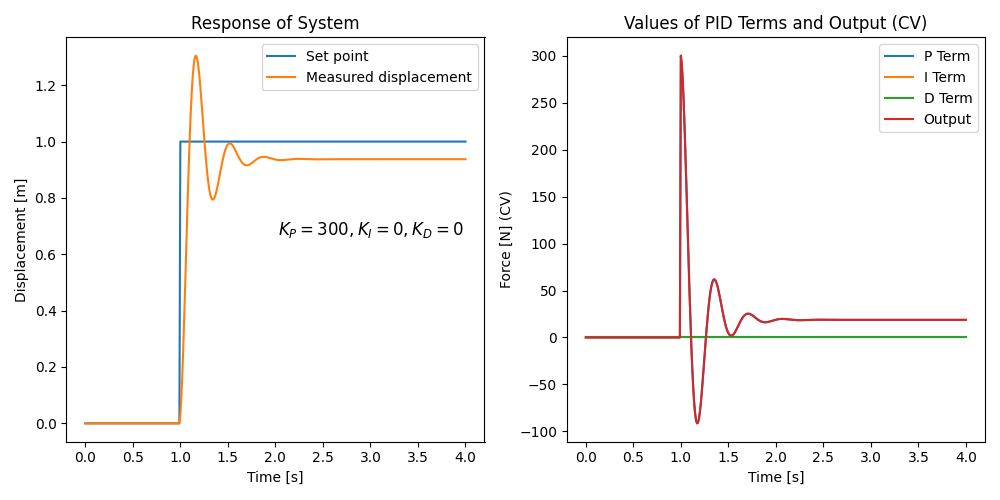 Response of System
Set point
Measured displacement
1.2
1.0
0.8
0.6
0.4
0.2
0.0
Displacement [m]
K_P = 300, K_I = 0, K_D = 0
0.0 0.5 1.0 1.5 2.0 2.5 3.0 3.5 4.0
Time [s]
Values of PID Terms and Output (CV)
P Term
I Term
D Term
Output
300
250
200
150
100
50
0
−50
−100
Force [N] (CV)
0.0 0.5 1.0 1.5 2.0 2.5 3.0 3.5 4.0
Time [s]